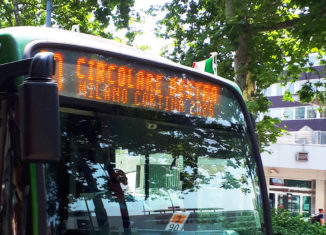 CIRCOLARE DESTRA
MILANO CORTINA 2026
90